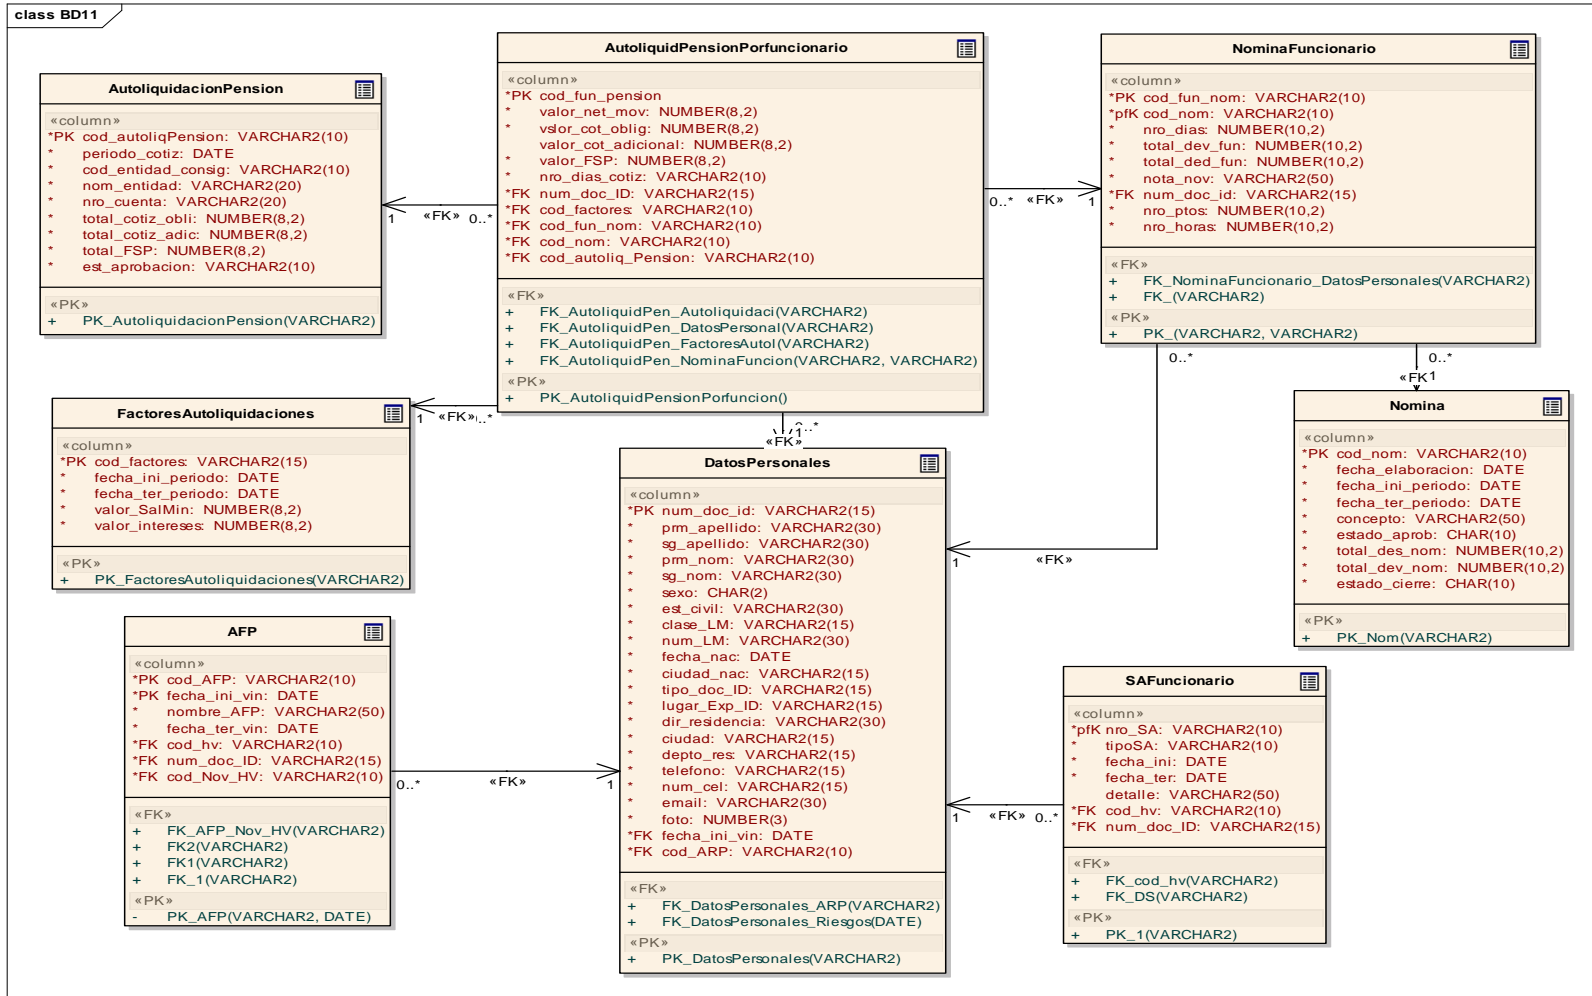 class BD11
AutoliquidacionPension
«column»
*PK cod_autoliqPension: VARCHAR2(10)
* periodo_cotiz: DATE
* cod_entidad_consig: VARCHAR2(10)
* nom_entidad: VARCHAR2(20)
* nro_cuenta: VARCHAR2(20)
* total_cotiz_obli: NUMBER(8,2)
* total_cotiz_adic: NUMBER(8,2)
* total_FSP: NUMBER(8,2)
* est_aprobacion: VARCHAR2(10)
«PK»
+ PK_AutoliquidacionPension(VARCHAR2)
AutoliquidPensionPorfuncionario
«column»
*PK cod_fun_pension
* valor_net_mov: NUMBER(8,2)
* vslor_cot_oblig: NUMBER(8,2)
valor_cot_adicional: NUMBER(8,2)
* valor_FSP: NUMBER(8,2)
* nro_dias_cotiz: VARCHAR2(10)
*FK num_doc_ID: VARCHAR2(15)
*FK cod_factores: VARCHAR2(10)
*FK cod_fun_nom: VARCHAR2(10)
*FK cod_nom: VARCHAR2(10)
*FK cod_autoliq_Pension: VARCHAR2(10)
«FK»
+ FK_AutoliquidPen_Autoliquidaci(VARCHAR2)
+ FK_AutoliquidPen_DatosPersonal(VARCHAR2)
+ FK_AutoliquidPen_FactoresAutol(VARCHAR2)
+ FK_AutoliquidPen_NominaFuncion(VARCHAR2, VARCHAR2)
«PK»
+ PK_AutoliquidPensionPorfuncion()
NominaFuncionario
«column»
*PK cod_fun_nom: VARCHAR2(10)
*pfK cod_nom: VARCHAR2(10)
* nro_dias: NUMBER(10,2)
* total_dev_fun: NUMBER(10,2)
* total_ded_fun: NUMBER(10,2)
* nota_nov: VARCHAR2(50)
*FK num_doc_id: VARCHAR2(15)
* nro_ptos: NUMBER(10,2)
* nro_horas: NUMBER(10,2)
«FK»
+ FK_NominaFuncionario_DatosPersonales(VARCHAR2)
+ FK_(VARCHAR2)
«PK»
+ PK_(VARCHAR2, VARCHAR2)
1 «FK» 0..*
0..* «FK» 1
0..*
0..*
«FK» 1
1 «FK» ..*
0..*
1
«FK»
FactoresAutoliquidaciones
«column»
*PK cod_factores: VARCHAR2(15)
* fecha_ini_periodo: DATE
* fecha_ter_periodo: DATE
* valor_SalMin: NUMBER(8,2)
* valor_intereses: NUMBER(8,2)
«PK»
+ PK_FactoresAutoliquidaciones(VARCHAR2)
Nomina
«column»
*PK cod_nom: VARCHAR2(10)
* fecha_elaboracion: DATE
* fecha_ini_periodo: DATE
* fecha_ter_periodo: DATE
* concepto: VARCHAR2(50)
* estado_aprob: CHAR(10)
* total_des_nom: NUMBER(10,2)
* total_dev_nom: NUMBER(10,2)
* estado_cierre: CHAR(10)
«PK»
+ PK_Nom(VARCHAR2)
DatosPersonales
«column»
*PK num_doc_id: VARCHAR2(15)
* prm_apellido: VARCHAR2(30)
* sg_apellido: VARCHAR2(30)
* prm_nom: VARCHAR2(30)
* sg_nom: VARCHAR2(30)
* sexo: CHAR(2)
* est_civil: VARCHAR2(30)
* clase_LM: VARCHAR2(15)
* num_LM: VARCHAR2(30)
* fecha_nac: DATE
* ciudad_nac: VARCHAR2(15)
* tipo_doc_ID: VARCHAR2(15)
* lugar_Exp_ID: VARCHAR2(15)
* dir_residencia: VARCHAR2(30)
* ciudad: VARCHAR2(15)
* depto_res: VARCHAR2(15)
* telefono: VARCHAR2(15)
* num_cel: VARCHAR2(15)
* email: VARCHAR2(30)
* foto: NUMBER(3)
*FK fecha_ini_vin: DATE
*FK cod_ARP: VARCHAR2(10)
«FK»
+ FK_DatosPersonales_ARP(VARCHAR2)
+ FK_DatosPersonales_Riesgos(DATE)
«PK»
+ PK_DatosPersonales(VARCHAR2)
1 «FK»
AFP
«column»
*PK cod_AFP: VARCHAR2(10)
*PK fecha_ini_vin: DATE
* nombre_AFP: VARCHAR2(50)
* fecha_ter_vin: DATE
*FK cod_hv: VARCHAR2(10)
*FK num_doc_ID: VARCHAR2(15)
*FK cod_Nov_HV: VARCHAR2(10)
«FK»
+ FK_AFP_Nov_HV(VARCHAR2)
+ FK2(VARCHAR2)
+ FK1(VARCHAR2)
+ FK_1(VARCHAR2)
«PK»
- PK_AFP(VARCHAR2, DATE)
0..* «FK» 1
SAFuncionario
«column»
*pfK nro_SA: VARCHAR2(10)
* tipoSA: VARCHAR2(10)
* fecha_ini: DATE
* fecha_ter: DATE
detalle: VARCHAR2(50)
*FK cod_hv: VARCHAR2(10)
*FK num_doc_ID: VARCHAR2(15)
«FK»
+ FK_cod_hv(VARCHAR2)
+ FK_DS(VARCHAR2)
«PK»
+ PK_1(VARCHAR2)
1 «FK» 0..*